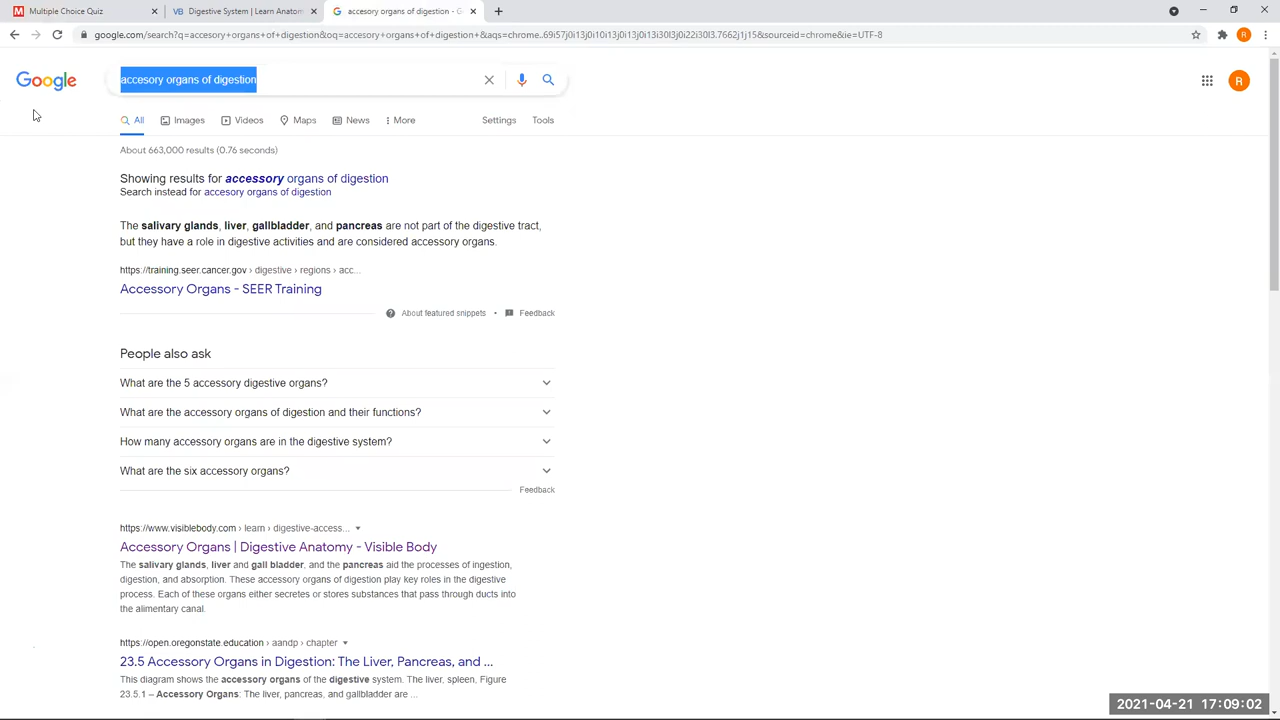 Multiple Choice Quiz
VB Digestive System | Learn Anatom
accesory organs of digestion - G
google.com/search?q=accesory+organs+of+digestion&oq=accesory+organs+of+digestion+&aqs=chrome..69i57j0i13j0i10i13j0i13j0i13i30l3j0i22i30l3.7662j1j15&sourceid=chrome&ie=UTF-8
R
Google
accesory organs of digestion
R
All
Images
Videos
Maps
News
More
Settings
Tools
About 663,000 results (0.76 seconds)
Showing results for accessory organs of digestion
Search instead for accesory organs of digestion
The salivary glands, liver, gallbladder, and pancreas are not part of the digestive tract,
but they have a role in digestive activities and are considered accessory organs.
https://training.seer.cancer.gov › digestive › regions › acc...
Accessory Organs - SEER Training
About featured snippets • Feedback
People also ask
What are the 5 accessory digestive organs?
What are the accessory organs of digestion and their functions?
How many accessory organs are in the digestive system?
What are the six accessory organs?
Feedback
https://www.visiblebody.com › learn › digestive-access...
Accessory Organs | Digestive Anatomy - Visible Body
The salivary glands, liver and gall bladder, and the pancreas aid the processes of ingestion,
digestion, and absorption. These accessory organs of digestion play key roles in the digestive
process. Each of these organs either secretes or stores substances that pass through ducts into
the alimentary canal.
https://open.oregonstate.education › aandp › chapter
23.5 Accessory Organs in Digestion: The Liver, Pancreas, and ...
This diagram shows the accessory organs of the digestive system. The liver, spleen, Figure
23.5.1 – Accessory Organs: The liver, pancreas, and gallbladder are ...
2021-04-21 17:09:02